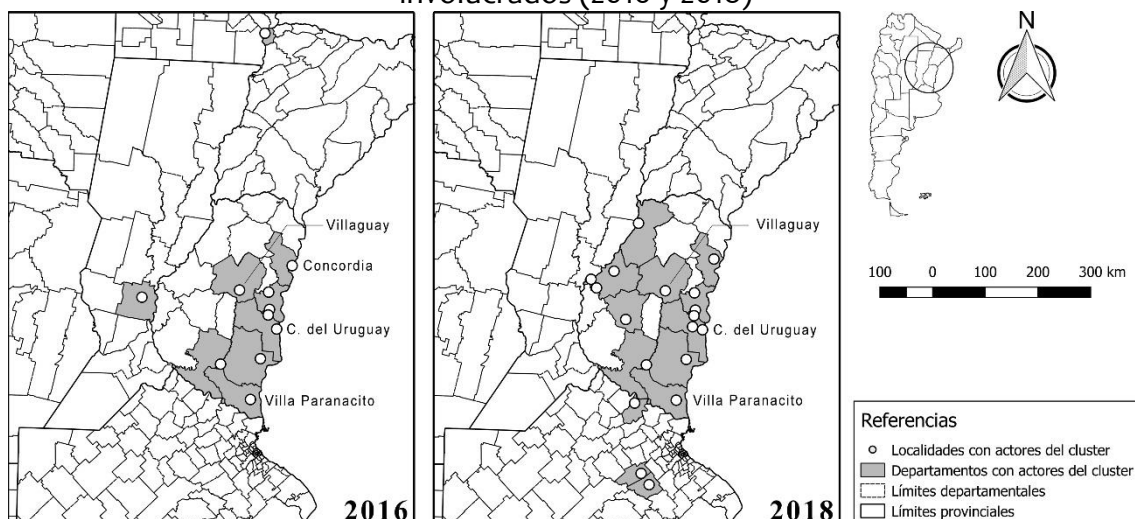 involucrados (2016 y 2018)
Villaguay
Concordia
C. del Uruguay
Villa Paranacito
2016
Villaguay
C. del Uruguay
Villa Paranacito
2018
N
100 0 100 200 300 km
Referencias
Localidades con actores del cluster
Departamentos con actores del cluster
Límites departamentales
Límites provinciales